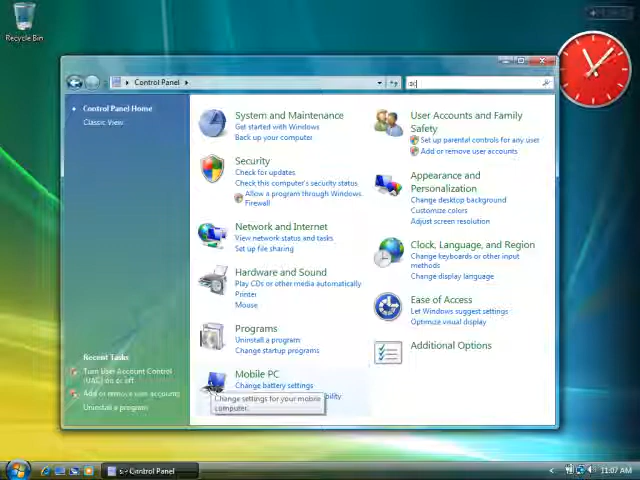 Recycle Bin
Control Panel
Control Panel Home
Classic View
System and Maintenance
Get started with Windows
Back up your computer
Security
Check for updates
Check this computer's security status
Allow a program through Windows Firewall
Network and Internet
View network status and tasks
Set up file sharing
Hardware and Sound
Play CDs or other media automatically
Printer
Mouse
Programs
Uninstall a program
Change startup programs
Mobile PC
Change battery settings
Change settings for your mobile
computer.
User Accounts and Family
Safety
Set up parental controls for any user
Add or remove user accounts
Appearance and
Personalization
Change desktop background
Customize colors
Adjust screen resolution
Clock, Language, and Region
Change keyboards or other input
methods
Change display language
Ease of Access
Let Windows suggest settings
Optimize visual display
Additional Options
Recent Tasks
Turn User Account Control
(UAC) on or off
Add or remove user accounts
Uninstall a program
- Control Panel
11:07 AM